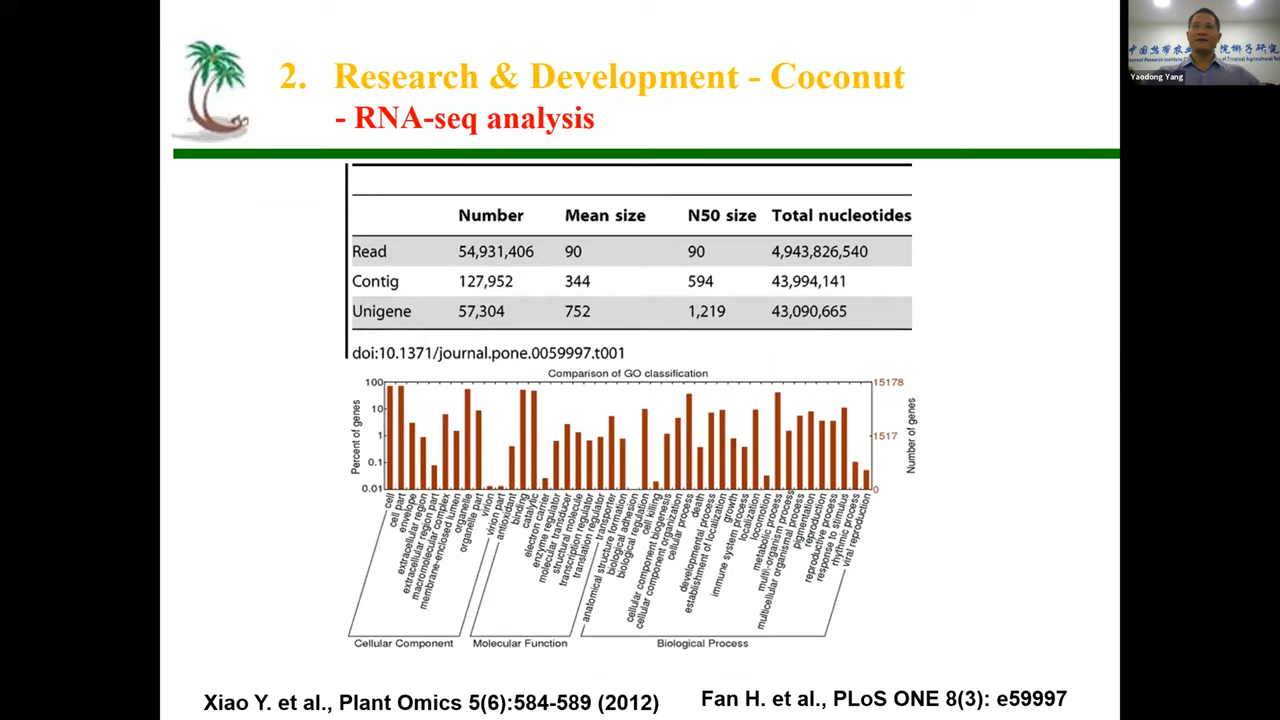 2. Research & Development - Coconut
- RNA-seq analysis
Yaodong Yang
Number Mean size N50 size Total nucleotides
Read 54,931,406 90 90 4,943,826,540
Contig 127,952 344 594 43,994,141
Unigene 57,304 752 1,219 43,090,665
doi:10.1371/journal.pone.0059997.t001
Comparison of GO classification
Percent of genes
100
10
1
0.1
0.01
15178
1517
0
Number of genes
cell
cell part
envelope
extracellular region
extracellular region part
macromolecular complex
membrane-enclosed lumen
organelle
organelle part
virion
virion part
antioxidant
binding
catalytic
electron carrier
enzyme regulator
molecular transducer
structural molecule
transcription regulator
translation regulator
transporter
anatomical structure formation
biological adhesion
biological regulation
cell killing
cellular component biogenesis
cellular component organization
cellular process
death
developmental process
establishment of localization
growth
immune system process
localization
locomotion
metabolic process
multi-organism process
multicellular organismal process
pigmentation
reproduction
reproductive process
response to stimulus
rhythmic process
viral reproduction
Cellular Component
Molecular Function
Biological Process
Xiao Y. et al., Plant Omics 5(6):584-589 (2012)
Fan H. et al., PLoS ONE 8(3): e59997